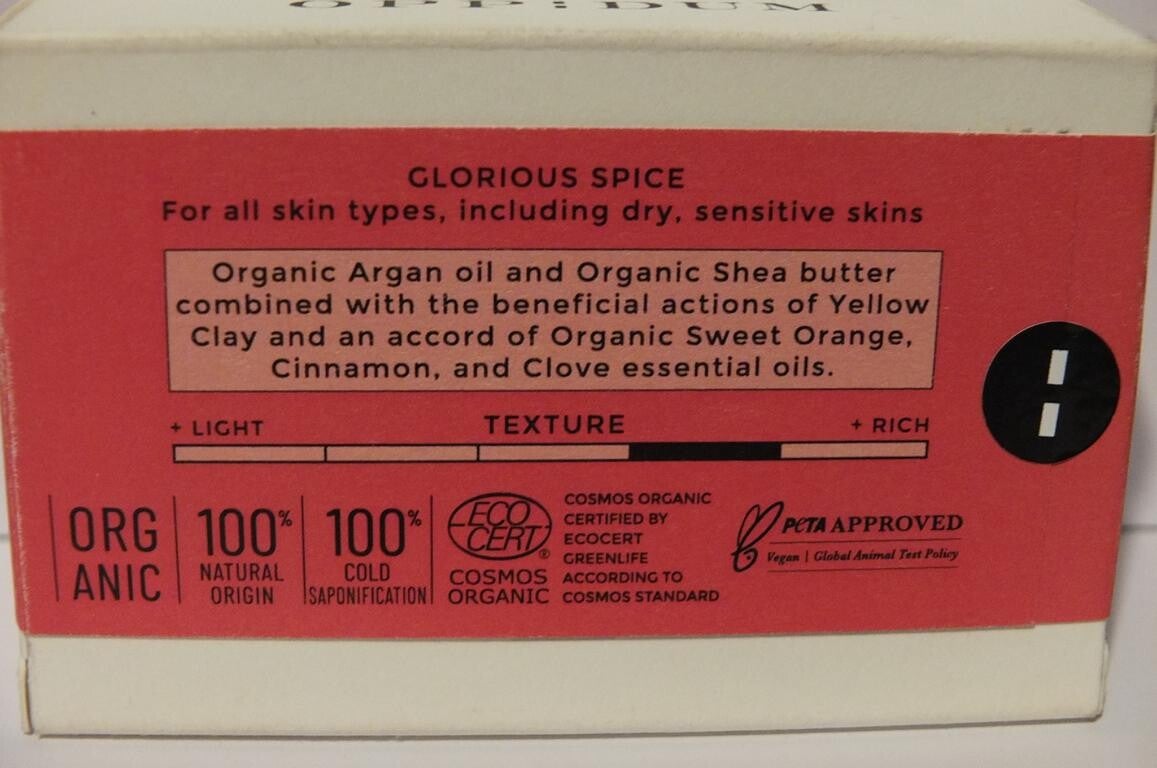 OPP:DUM
GLORIOUS SPICE
For all skin types, including dry, sensitive skins
Organic Argan oil and Organic Shea butter
combined with the beneficial actions of Yellow
Clay and an accord of Organic Sweet Orange,
Cinnamon, and Clove essential oils.
+ LIGHT TEXTURE + RICH
ORG
ANIC
100%
NATURAL
ORIGIN
100%
COLD
SAPONIFICATION
ECO
CERT®
COSMOS
ORGANIC
COSMOS ORGANIC
CERTIFIED BY
ECOCERT
GREENLIFE
ACCORDING TO
COSMOS STANDARD
PETA APPROVED
Vegan | Global Animal Test Policy